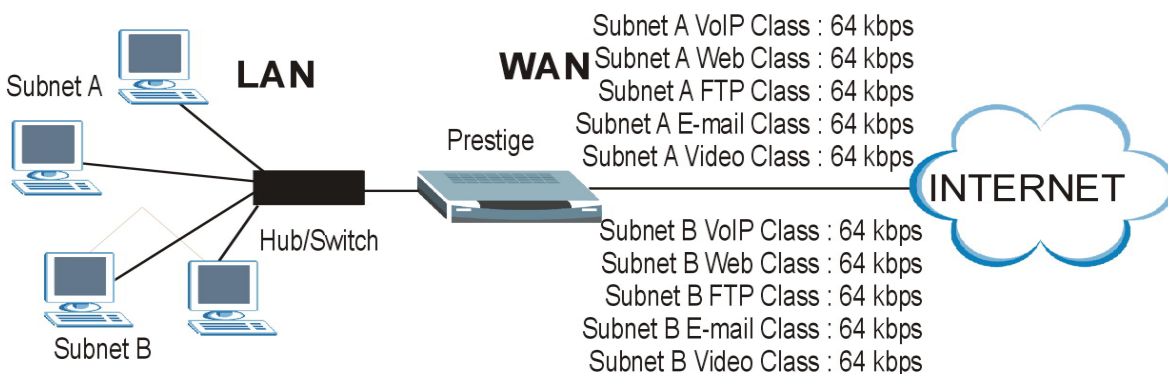 Subnet A
LAN
WAN
Subnet A VoIP Class : 64 kbps
Subnet A Web Class : 64 kbps
Subnet A FTP Class : 64 kbps
Subnet A E-mail Class : 64 kbps
Subnet A Video Class : 64 kbps
Prestige
INTERNET
Hub/Switch
Subnet B
Subnet B VoIP Class : 64 kbps
Subnet B Web Class : 64 kbps
Subnet B FTP Class : 64 kbps
Subnet B E-mail Class : 64 kbps
Subnet B Video Class : 64 kbps